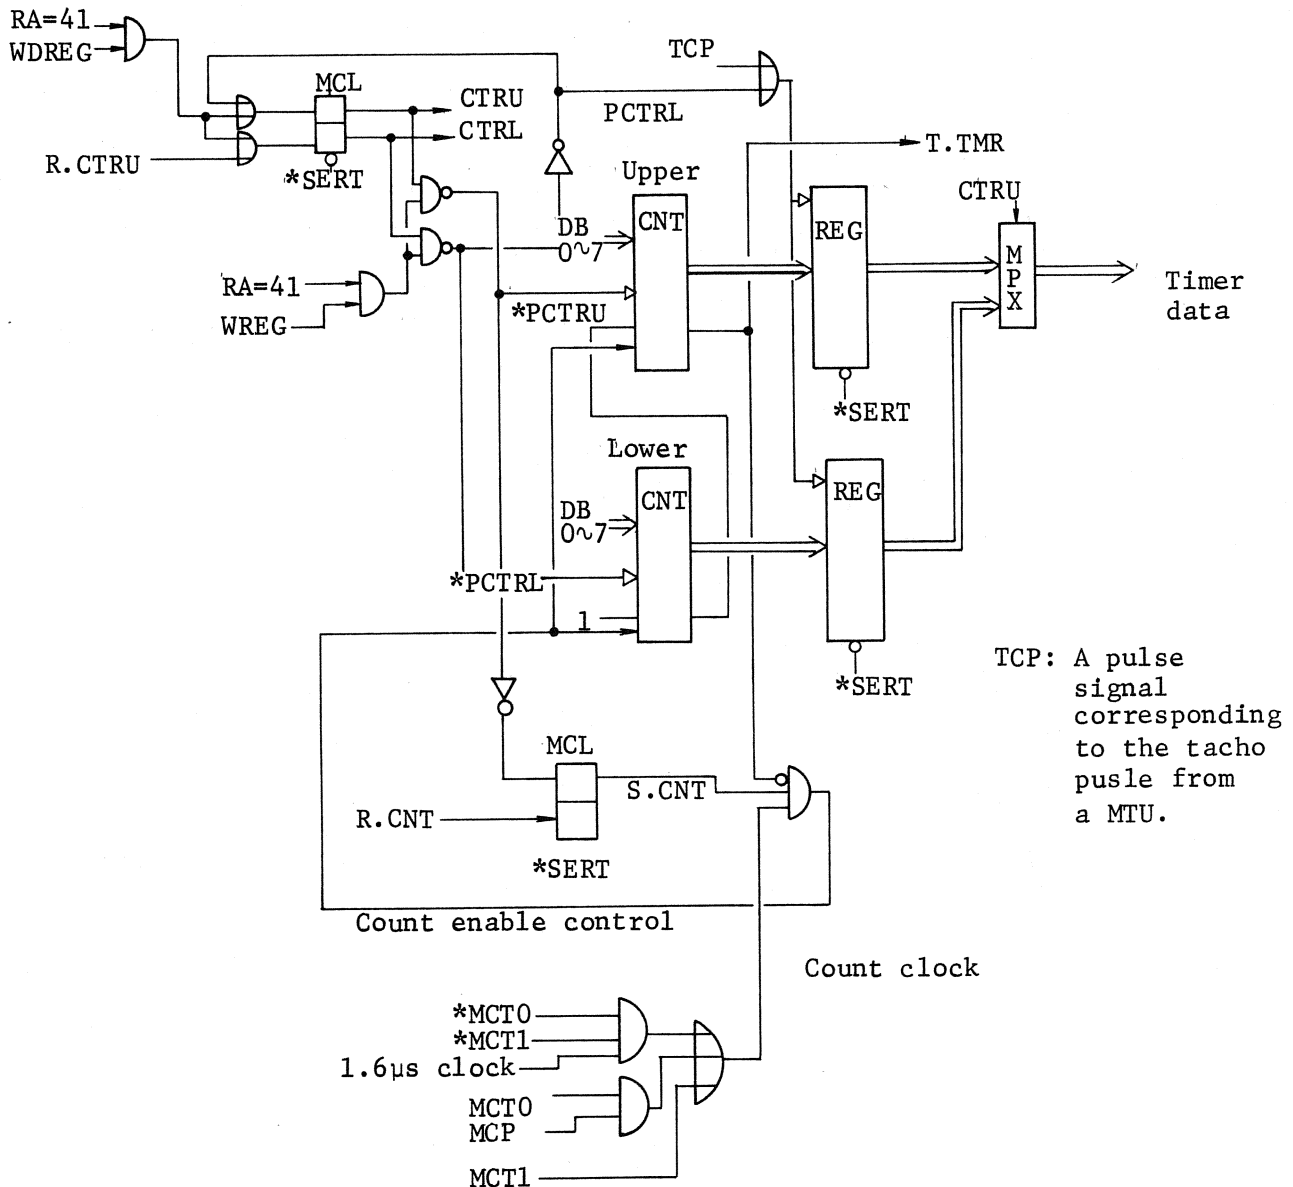 RA=41
WDREG
TCP
MCL
CTRU
PCTRL
CTRL
R.CTRU
T.TMR
*SERT
Upper
CTRU
DB
0~7
CNT
REG
M
P
X
RA=41
*PCTRU
WREG
Timer
data
*SERT
Lower
DB
0~7
CNT
REG
*PCTRL
1
*SERT
TCP: A pulse
signal
corresponding
to the tacho
pusle from
a MTU.
MCL
S.CNT
R.CNT
*SERT
Count enable control
Count clock
*MCT0
*MCT1
1.6μs clock
MCT0
MCP
MCT1